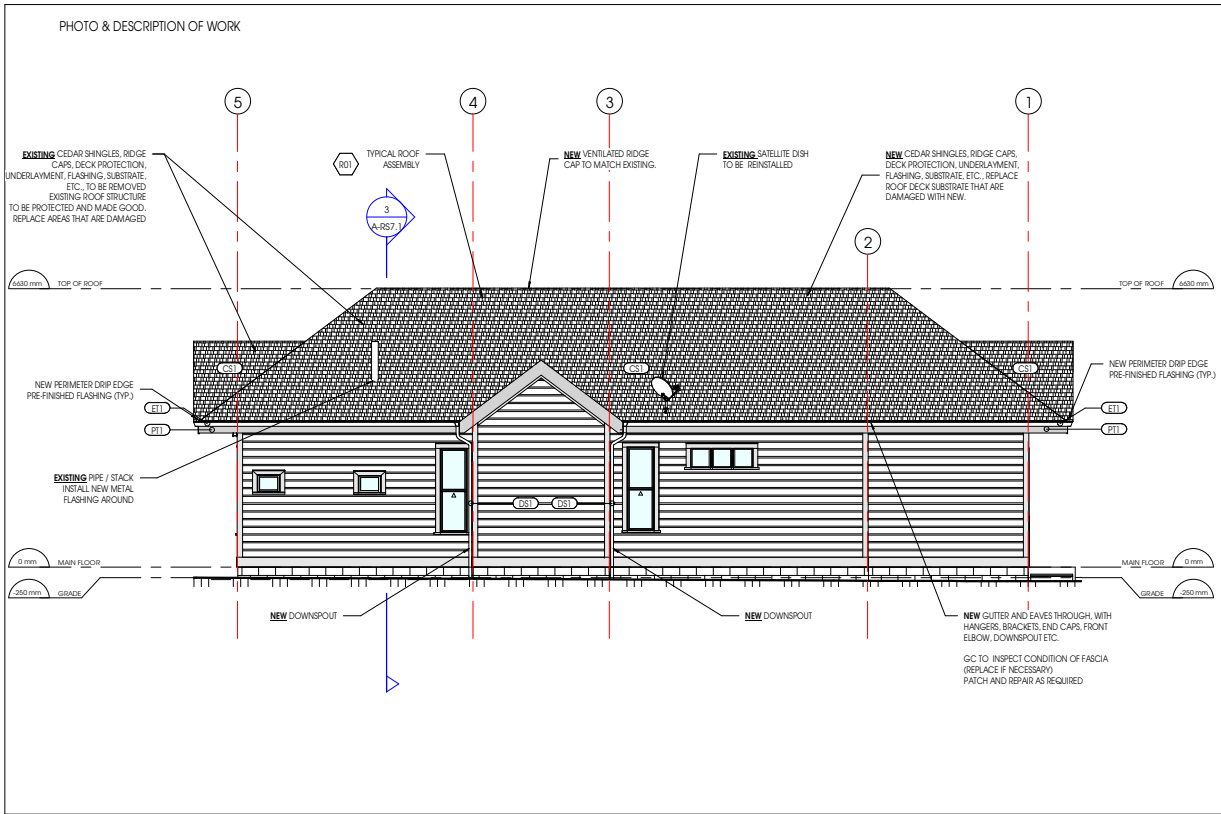 PHOTO & DESCRIPTION OF WORK
5
4
3
1
2
EXISTING CEDAR SHINGLES, RIDGE
CAPS, DECK PROTECTION,
UNDERLAYMENT, FLASHING, SUBSTRATE,
ETC., TO BE REMOVED
EXISTING ROOF STRUCTURE
TO BE PROTECTED AND MADE GOOD.
REPLACE AREAS THAT ARE DAMAGED
R01
TYPICAL ROOF
ASSEMBLY
3
A-RS7.1
NEW VENTILATED RIDGE
CAP TO MATCH EXISTING.
EXISTING SATELLITE DISH
TO BE REINSTALLED
NEW CEDAR SHINGLES, RIDGE CAPS,
DECK PROTECTION, UNDERLAYMENT,
FLASHING, SUBSTRATE, ETC., REPLACE
ROOF DECK SUBSTRATE THAT ARE
DAMAGED WITH NEW.
6630 mm
TOP OF ROOF
TOP OF ROOF
6630 mm
CS1
CS1
CS1
NEW PERIMETER DRIP EDGE
PRE-FINISHED FLASHING (TYP.)
NEW PERIMETER DRIP EDGE
PRE-FINISHED FLASHING (TYP.)
ET1
PT1
ET1
PT1
EXISTING PIPE / STACK
INSTALL NEW METAL
FLASHING AROUND
DS1
DS1
0 mm
MAIN FLOOR
MAIN FLOOR
0 mm
-250 mm
GRADE
GRADE
-250 mm
NEW DOWNSPOUT
NEW DOWNSPOUT
NEW GUTTER AND EAVES THROUGH, WITH
HANGERS, BRACKETS, END CAPS, FRONT
ELBOW, DOWNSPOUT ETC.
GC TO INSPECT CONDITION OF FASCIA
(REPLACE IF NECESSARY)
PATCH AND REPAIR AS REQUIRED